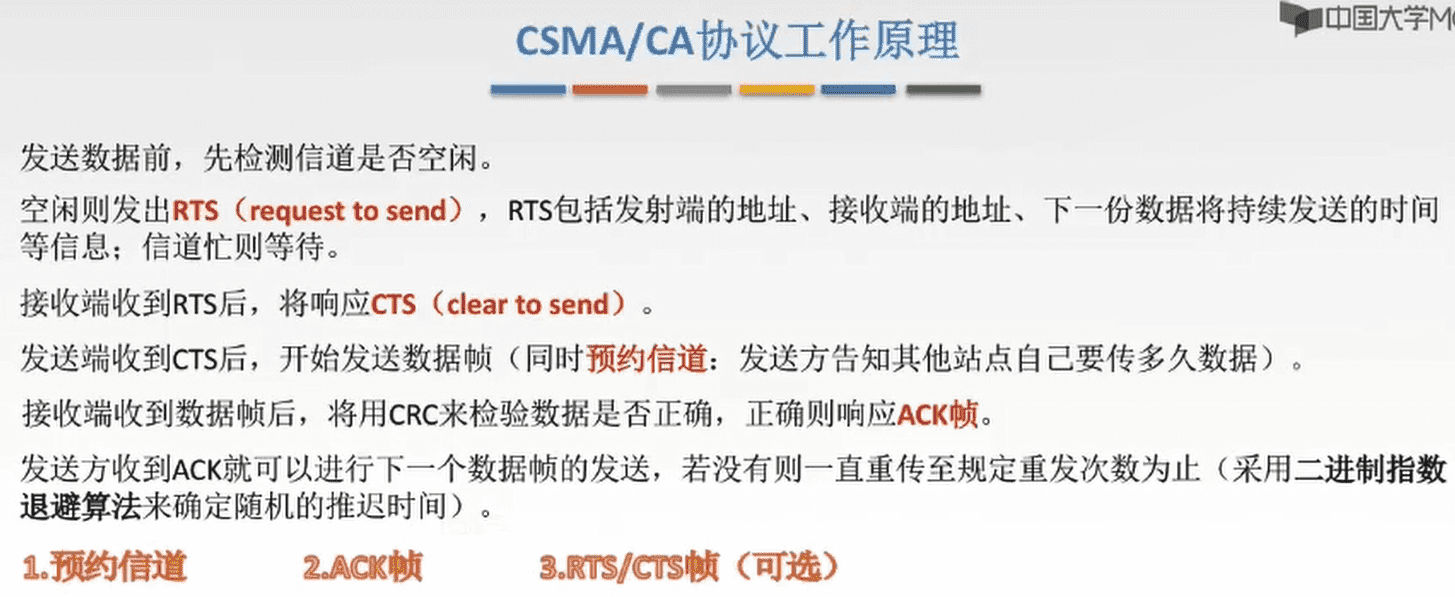 中国大学M
CSMA/CA协议工作原理
发送数据前，先检测信道是否空闲。
空闲则发出RTS（request to send），RTS包括发射端的地址、接收端的地址、下一份数据将持续发送的时间
等信息；信道忙则等待。
接收端收到RTS后，将响应CTS（clear to send）。
发送端收到CTS后，开始发送数据帧（同时预约信道：发送方告知其他站点自己要传多久数据）。
接收端收到数据帧后，将用CRC来检验数据是否正确，正确则响应ACK帧。
发送方收到ACK就可以进行下一个数据帧的发送，若没有则一直重传至规定重发次数为止（采用二进制指数
退避算法来确定随机的推迟时间）。
1.预约信道 2.ACK帧 3.RTS/CTS帧（可选）